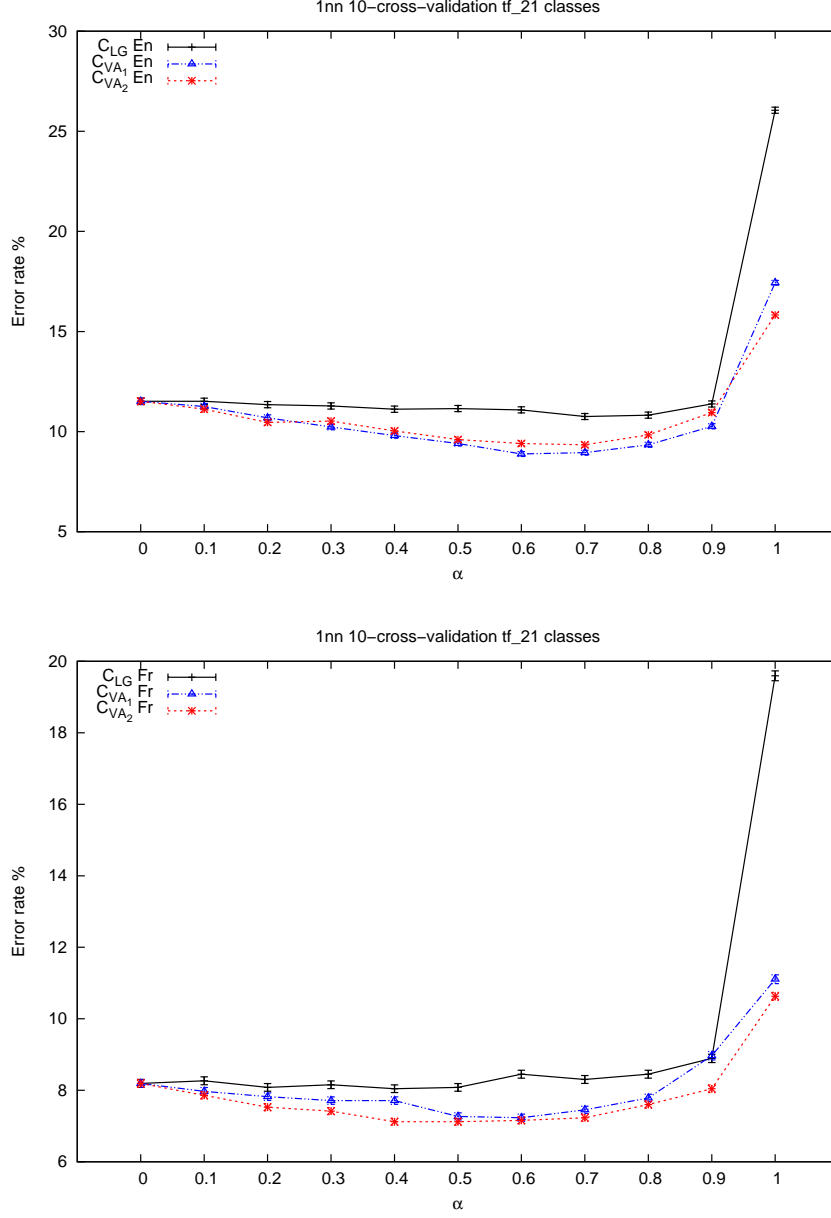 1nn 10−cross−validation tf_21 classes
30
25
20
15
10
5
C_LG En
C_VA_1 En
C_VA_2 En
Error rate %
0 0.1 0.2 0.3 0.4 0.5 0.6 0.7 0.8 0.9 1
α
1nn 10−cross−validation tf_21 classes
20
18
16
14
12
10
8
6
C_LG Fr
C_VA_1 Fr
C_VA_2 Fr
Error rate %
0 0.1 0.2 0.3 0.4 0.5 0.6 0.7 0.8 0.9 1
α